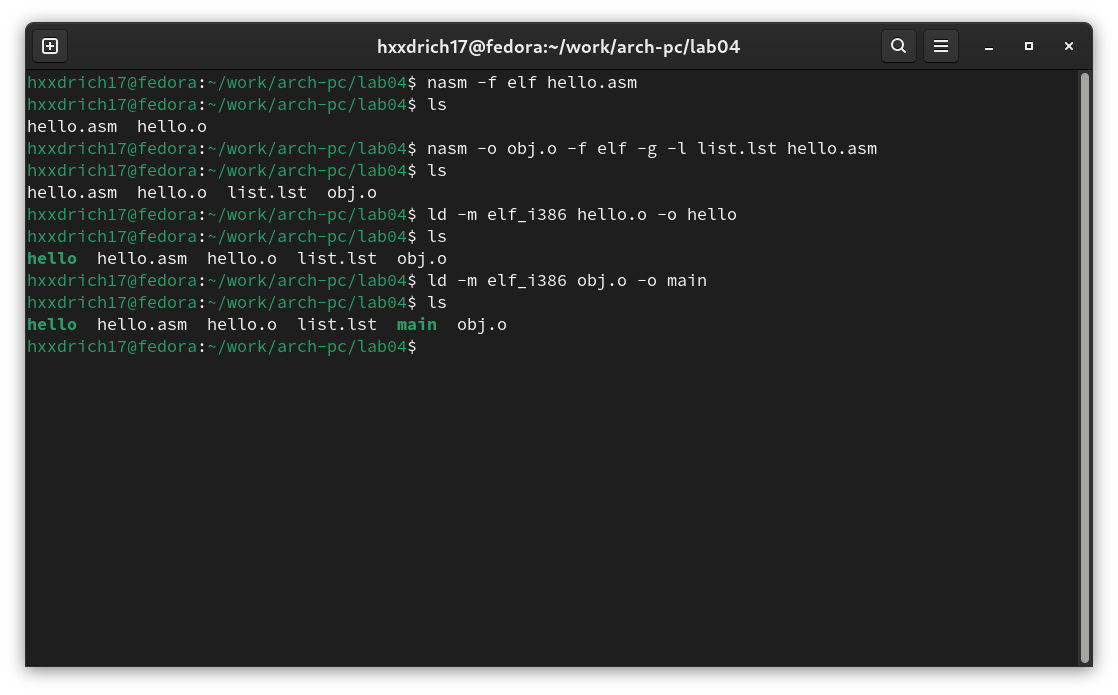 hxxdrich17@fedora:~/work/arch-pc/lab04
hxxdrich17@fedora:~/work/arch-pc/lab04$ nasm -f elf hello.asm
hxxdrich17@fedora:~/work/arch-pc/lab04$ ls
hello.asm  hello.o
hxxdrich17@fedora:~/work/arch-pc/lab04$ nasm -o obj.o -f elf -g -l list.lst hello.asm
hxxdrich17@fedora:~/work/arch-pc/lab04$ ls
hello.asm  hello.o  list.lst  obj.o
hxxdrich17@fedora:~/work/arch-pc/lab04$ ld -m elf_i386 hello.o -o hello
hxxdrich17@fedora:~/work/arch-pc/lab04$ ls
hello  hello.asm  hello.o  list.lst  obj.o
hxxdrich17@fedora:~/work/arch-pc/lab04$ ld -m elf_i386 obj.o -o main
hxxdrich17@fedora:~/work/arch-pc/lab04$ ls
hello  hello.asm  hello.o  list.lst  main  obj.o
hxxdrich17@fedora:~/work/arch-pc/lab04$